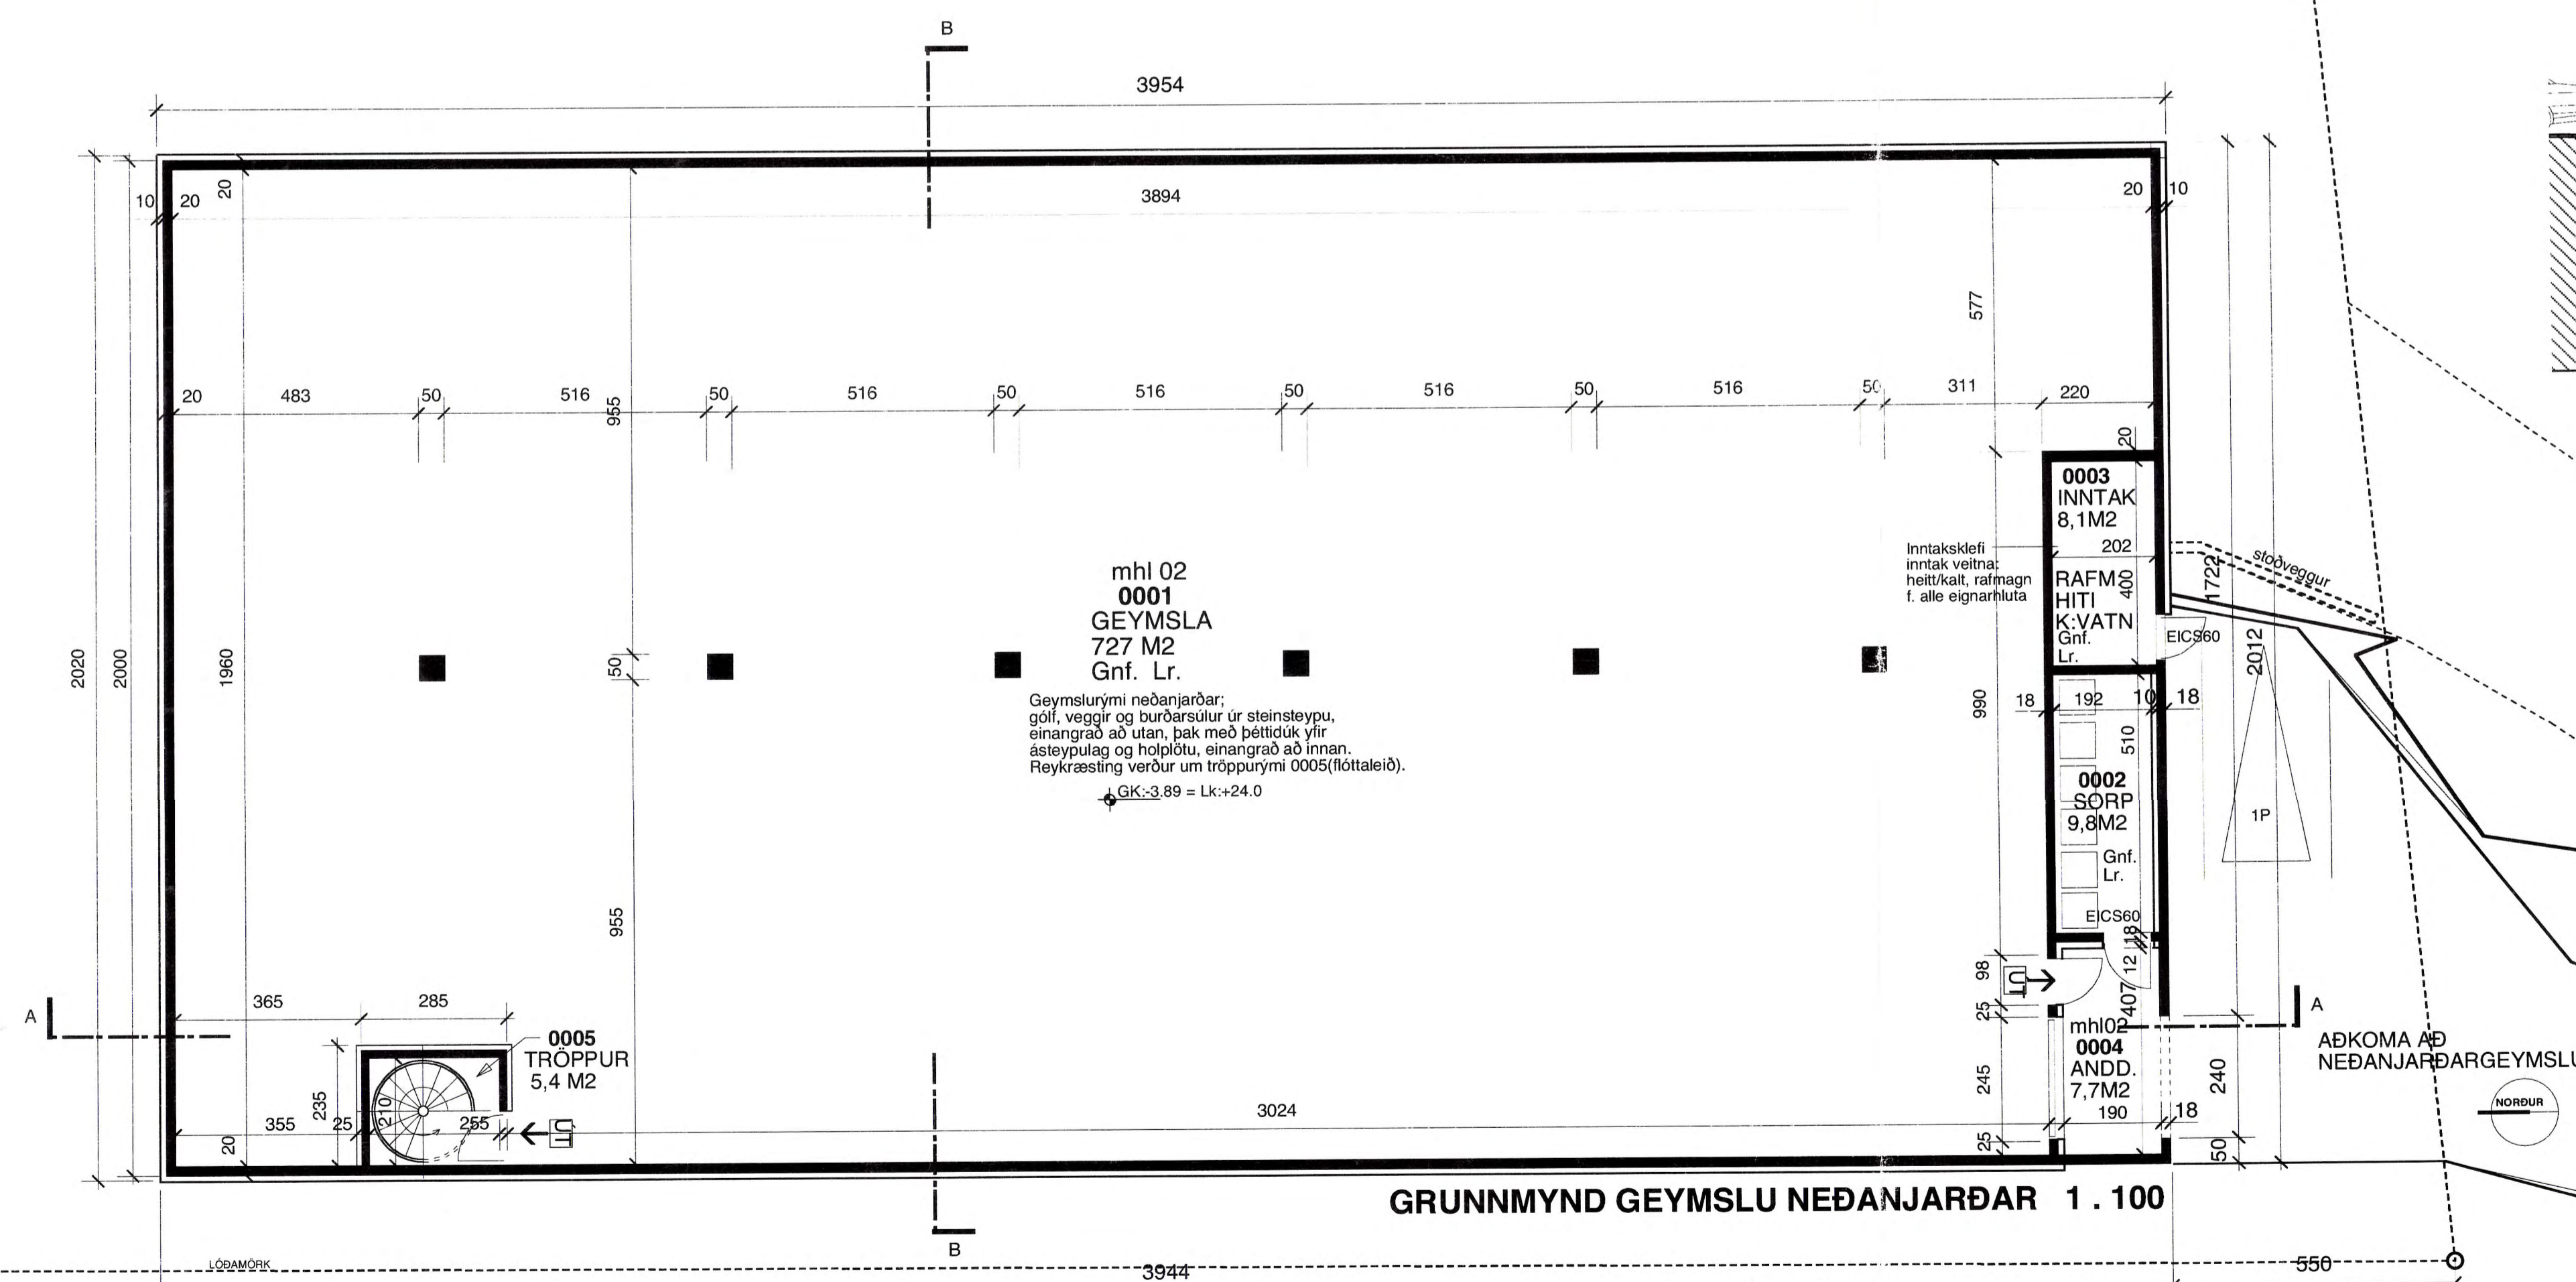 B
3954
10
20
20
3894
20
10
577
20
483
50
516
955
50
516
50
516
50
516
50
516
50
311
220
20
0003
INNTAK
8,1M2
202
Inntaksklefi
inntak veitna:
heitt/kalt, rafmagn
f. alle eignarhluta
RAFM
HITI
K:VATN
Gnf.
Lr.
400
EICS60
stoðveggur
1722
2012
mhl 02
0001
GEYMSLA
727 M2
Gnf. Lr.
Geymslurými neðanjarðar;
gólf, veggir og burðarsúlur úr steinsteypu,
einangrað að utan, þak með þéttidúk yfir
ásteypulag og holplötu, einangrað að innan.
Reykræsting verður um tröppurými 0005(flóttaleið).
GK:-3.89 = Lk:+24.0
2020
2000
1960
50
990
18
192
10
18
510
0002
SORP
9,8M2
Gnf.
Lr.
EICS60
1P
955
18
12
98
ÚT
407
25
A
365
285
0005
TRÖPPUR
5,4 M2
235
210
355
25
255
ÚT
20
3024
245
25
mhl02
0004
ANDD.
7,7M2
190
18
240
50
A
AÐKOMA AÐ
NEÐANJARÐARGEYMSLU
NORÐUR
GRUNNMYND GEYMSLU NEÐANJARÐAR 1 . 100
B
LÓÐAMÖRK
3944
550